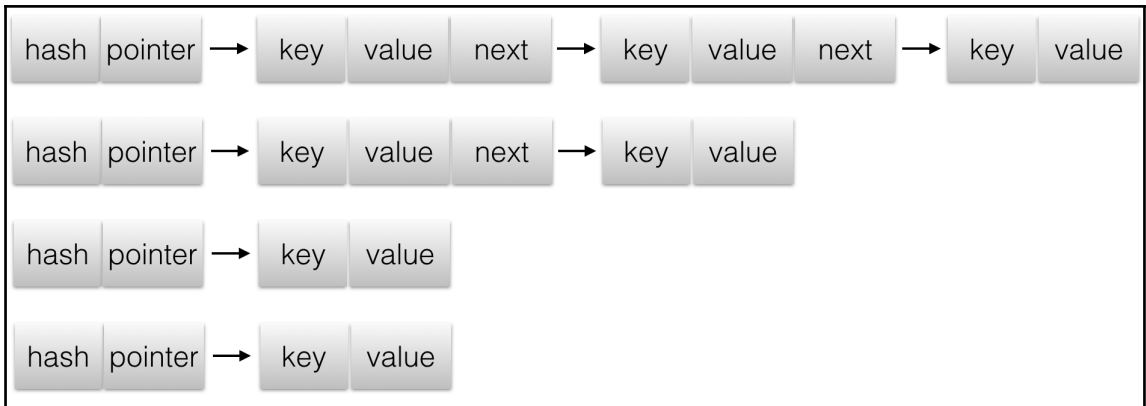 hash pointer key value next key value next key value
hash pointer key value next key value
hash pointer key value
hash pointer key value